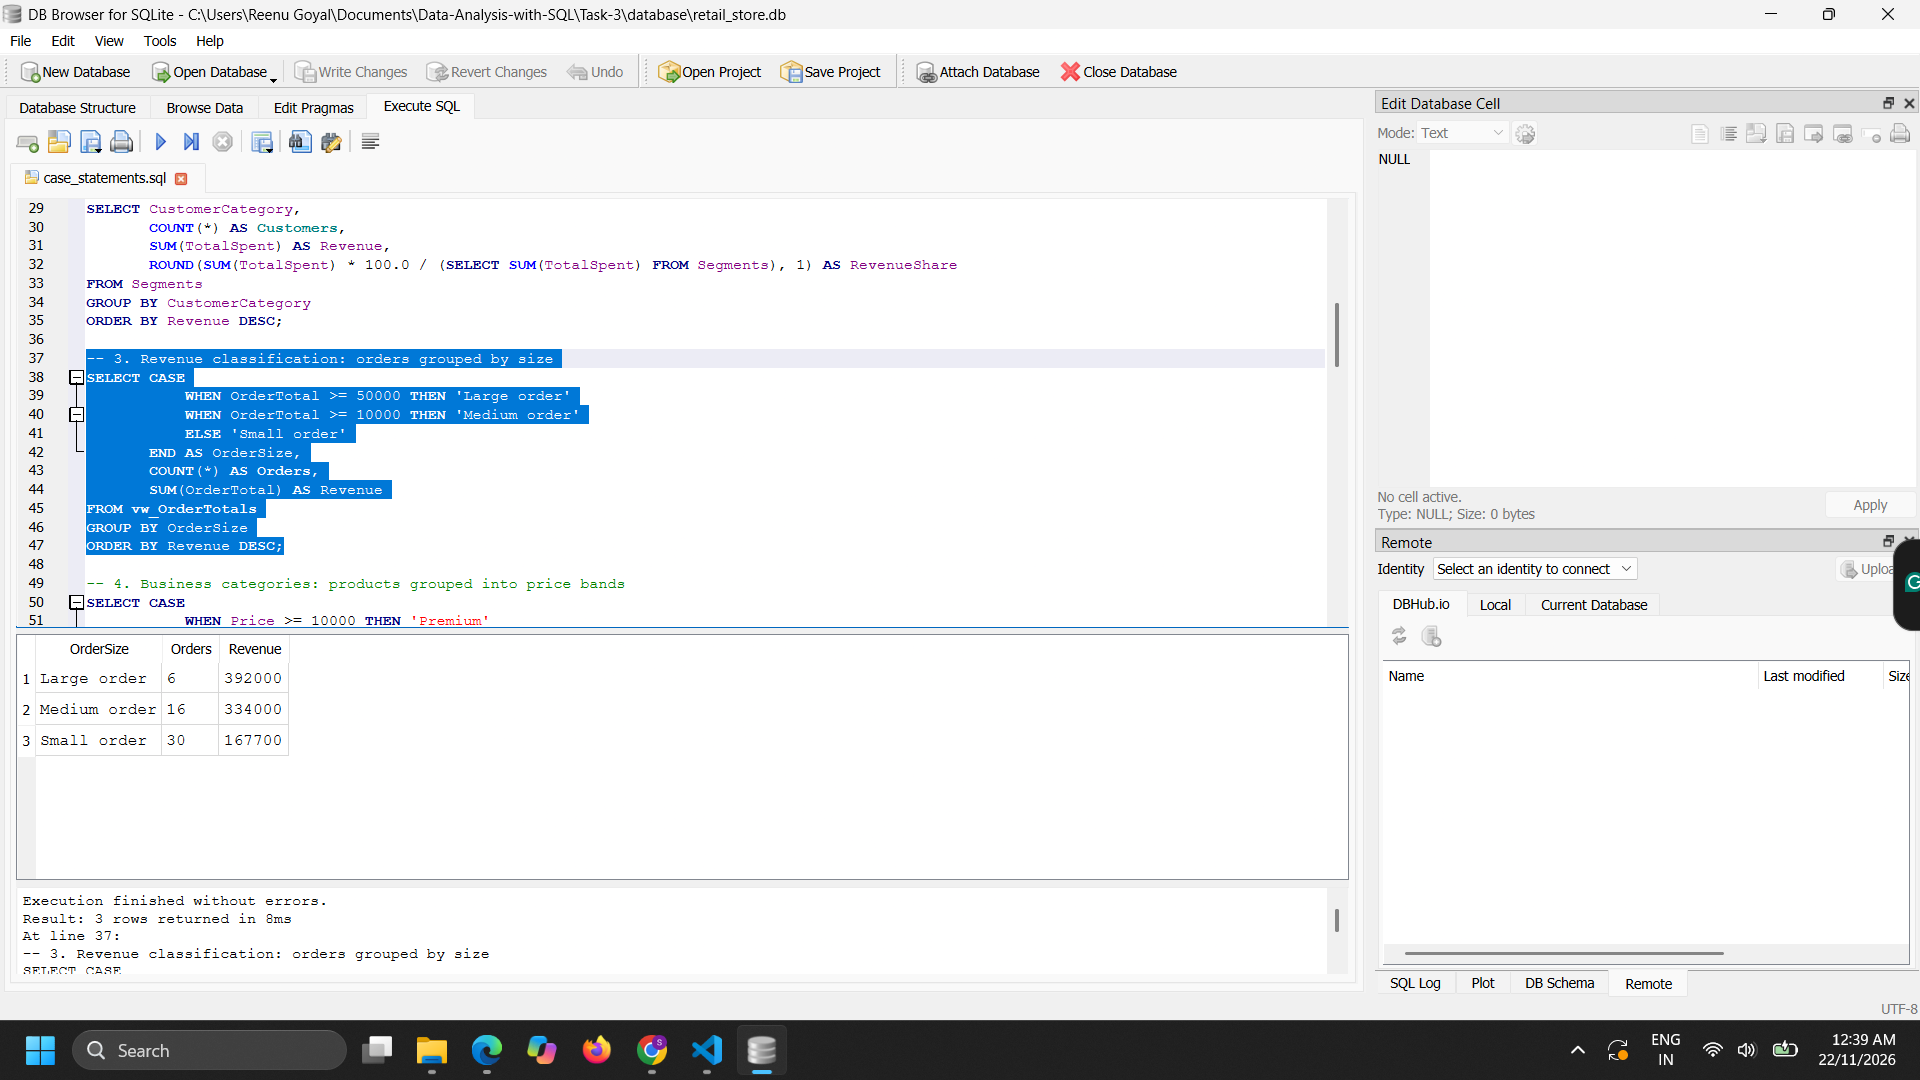 DB Browser for SQLite - C:\Users\Reenu Goyal\Documents\Data-Analysis-with-SQL\Task-3\database\retail_store.db
File Edit View Tools Help
New Database Open Database Write Changes Revert Changes Undo Open Project Save Project Attach Database Close Database
Database Structure Browse Data Edit Pragmas Execute SQL
case_statements.sql
29 SELECT CustomerCategory,
30 COUNT(*) AS Customers,
31 SUM(TotalSpent) AS Revenue,
32 ROUND(SUM(TotalSpent) * 100.0 / (SELECT SUM(TotalSpent) FROM Segments), 1) AS RevenueShare
33 FROM Segments
34 GROUP BY CustomerCategory
35 ORDER BY Revenue DESC;
36
37 -- 3. Revenue classification: orders grouped by size
38 SELECT CASE
39 WHEN OrderTotal >= 50000 THEN 'Large order'
40 WHEN OrderTotal >= 10000 THEN 'Medium order'
41 ELSE 'Small order'
42 END AS OrderSize,
43 COUNT(*) AS Orders,
44 SUM(OrderTotal) AS Revenue
45 FROM vw_OrderTotals
46 GROUP BY OrderSize
47 ORDER BY Revenue DESC;
48
49 -- 4. Business categories: products grouped into price bands
50 SELECT CASE
51 WHEN Price >= 10000 THEN 'Premium'
OrderSize Orders Revenue
1 Large order 6 392000
2 Medium order 16 334000
3 Small order 30 167700
Execution finished without errors.
Result: 3 rows returned in 8ms
At line 37:
-- 3. Revenue classification: orders grouped by size
SELECT CASE
Edit Database Cell
Mode: Text
NULL
No cell active.
Type: NULL; Size: 0 bytes
Apply
Remote
Identity Select an identity to connect Uploa
DBHub.io Local Current Database
Name Last modified Size
SQL Log Plot DB Schema Remote
UTF-8
Search
ENG
IN
12:39 AM
22/11/2026